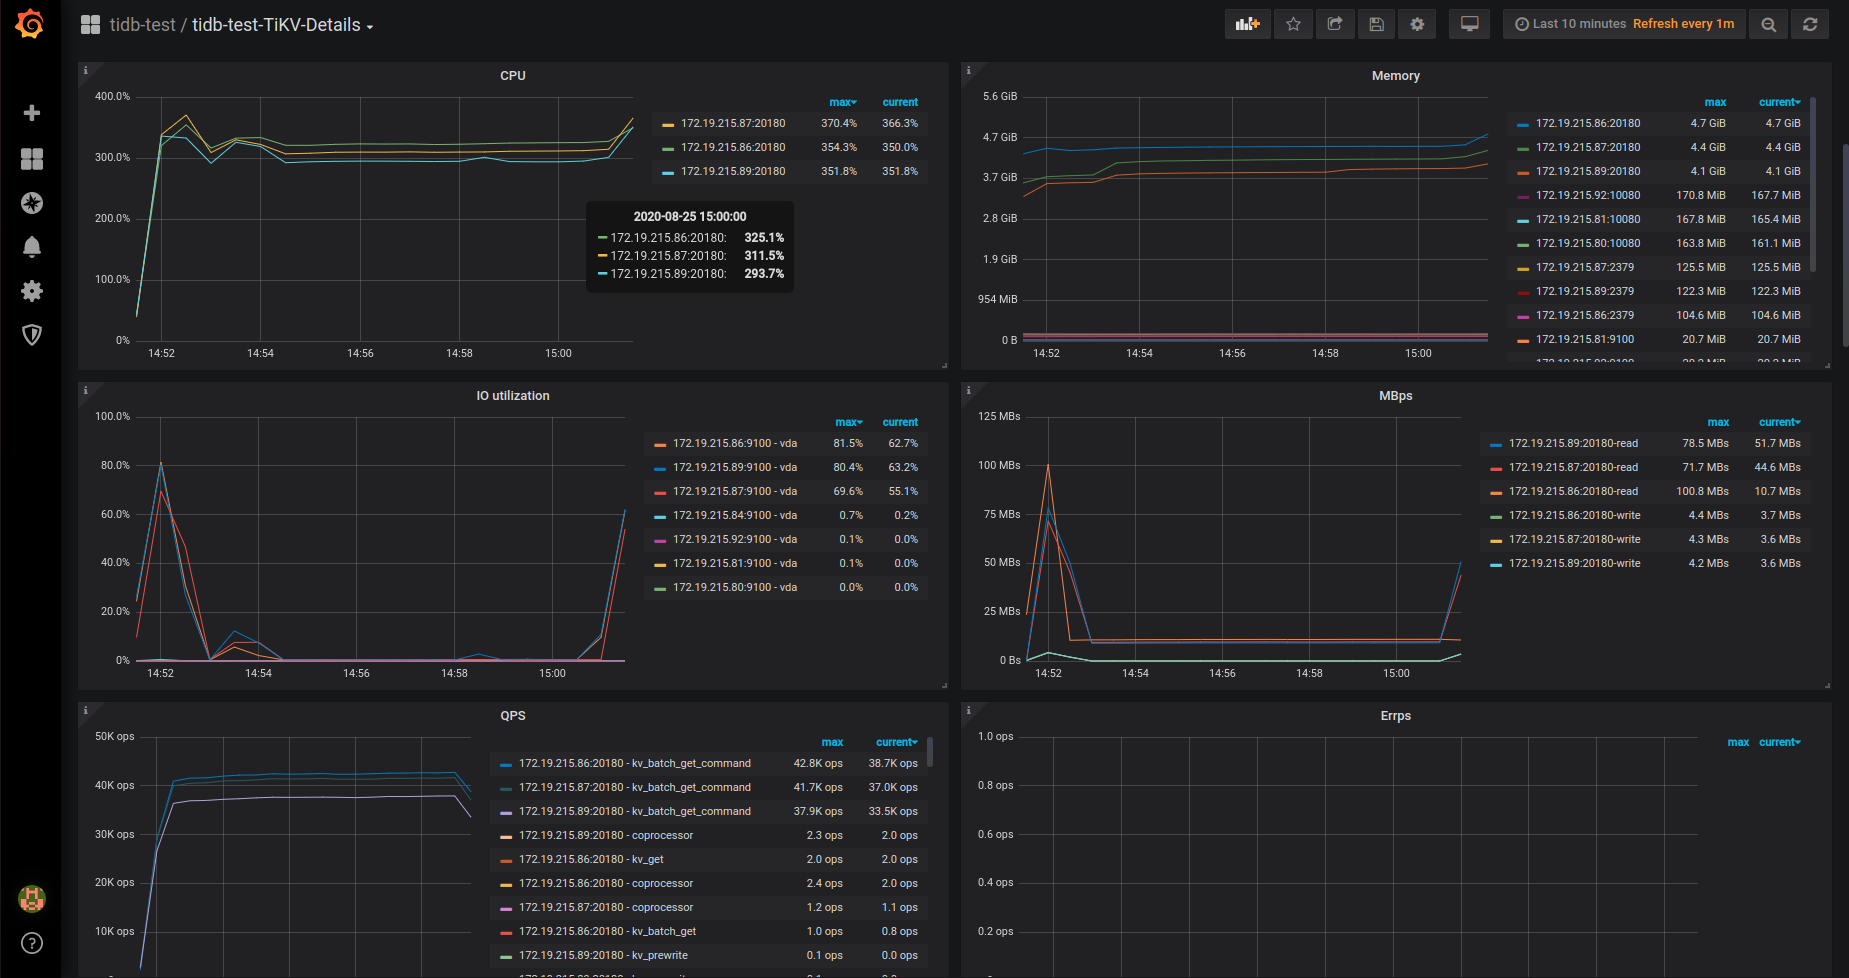 tidb-test / tidb-test-TiKV-Details
Last 10 minutes Refresh every 1m
CPU
400.0%
300.0%
200.0%
100.0%
0%
14:52 14:54 14:56 14:58 15:00
max current
172.19.215.87:20180 370.4% 366.3%
172.19.215.86:20180 354.3% 350.0%
172.19.215.89:20180 351.8% 351.8%
2020-08-25 15:00:00
172.19.215.86:20180: 325.1%
172.19.215.87:20180: 311.5%
172.19.215.89:20180: 293.7%
Memory
5.6 GiB
4.7 GiB
3.7 GiB
2.8 GiB
1.9 GiB
954 MiB
0 B
14:52 14:54 14:56 14:58 15:00
max current
172.19.215.86:20180 4.7 GiB 4.7 GiB
172.19.215.87:20180 4.4 GiB 4.4 GiB
172.19.215.89:20180 4.1 GiB 4.1 GiB
172.19.215.92:10080 170.8 MiB 167.7 MiB
172.19.215.81:10080 167.8 MiB 165.4 MiB
172.19.215.80:10080 163.8 MiB 161.1 MiB
172.19.215.87:2379 125.5 MiB 125.5 MiB
172.19.215.89:2379 122.3 MiB 122.3 MiB
172.19.215.86:2379 104.6 MiB 104.6 MiB
172.19.215.81:9100 20.7 MiB 20.7 MiB
IO utilization
100.0%
80.0%
60.0%
40.0%
20.0%
0%
14:52 14:54 14:56 14:58 15:00
max current
172.19.215.86:9100 - vda 81.5% 62.7%
172.19.215.89:9100 - vda 80.4% 63.2%
172.19.215.87:9100 - vda 69.6% 55.1%
172.19.215.84:9100 - vda 0.7% 0.2%
172.19.215.92:9100 - vda 0.1% 0.0%
172.19.215.81:9100 - vda 0.1% 0.0%
172.19.215.80:9100 - vda 0.0% 0.0%
MBps
125 MBs
100 MBs
75 MBs
50 MBs
25 MBs
0 Bs
14:52 14:54 14:56 14:58 15:00
max current
172.19.215.89:20180-read 78.5 MBs 51.7 MBs
172.19.215.87:20180-read 71.7 MBs 44.6 MBs
172.19.215.86:20180-read 100.8 MBs 10.7 MBs
172.19.215.86:20180-write 4.4 MBs 3.7 MBs
172.19.215.87:20180-write 4.3 MBs 3.6 MBs
172.19.215.89:20180-write 4.2 MBs 3.6 MBs
QPS
50K ops
40K ops
30K ops
20K ops
10K ops
max current
172.19.215.86:20180 - kv_batch_get_command 42.8K ops 38.7K ops
172.19.215.87:20180 - kv_batch_get_command 41.7K ops 37.0K ops
172.19.215.89:20180 - kv_batch_get_command 37.9K ops 33.5K ops
172.19.215.89:20180 - coprocessor 2.3 ops 2.0 ops
172.19.215.86:20180 - kv_get 2.0 ops 2.0 ops
172.19.215.86:20180 - coprocessor 2.4 ops 2.0 ops
172.19.215.87:20180 - coprocessor 1.2 ops 1.1 ops
172.19.215.86:20180 - kv_batch_get 1.0 ops 0.8 ops
172.19.215.89:20180 - kv_prewrite 0.1 ops 0.0 ops
Errps
1.0 ops
0.8 ops
0.6 ops
0.4 ops
0.2 ops
max current